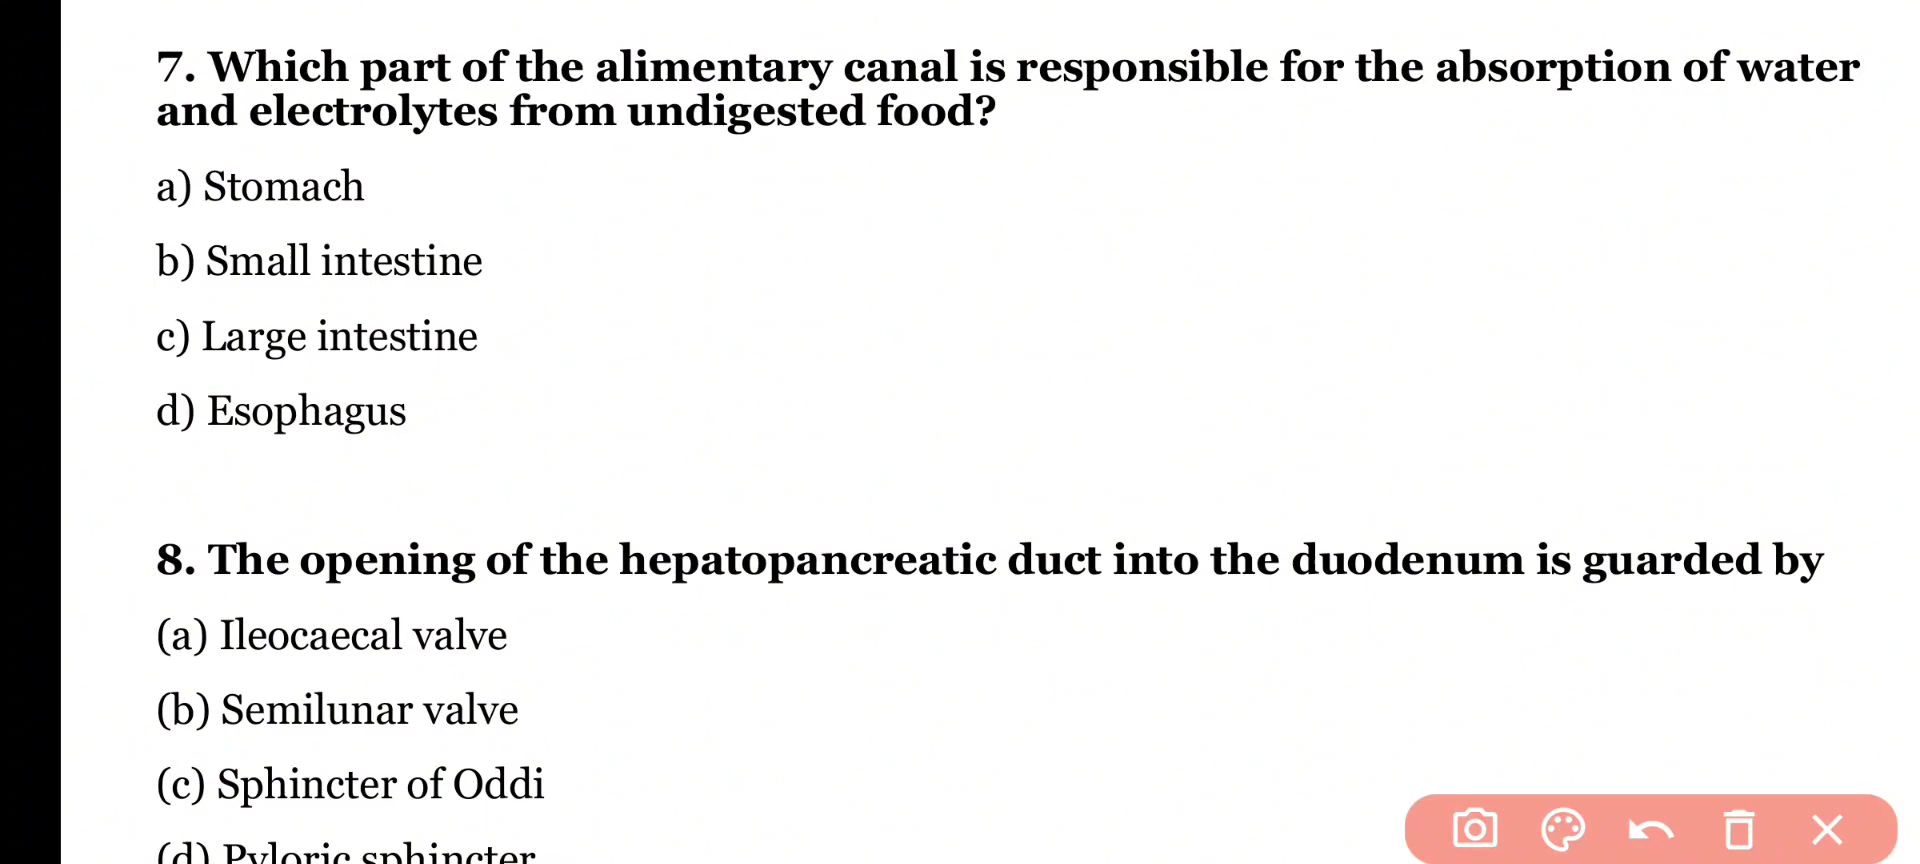 7. Which part of the alimentary canal is responsible for the absorption of water
and electrolytes from undigested food?
a) Stomach
b) Small intestine
c) Large intestine
d) Esophagus
8. The opening of the hepatopancreatic duct into the duodenum is guarded by
(a) Ileocaecal valve
(b) Semilunar valve
(c) Sphincter of Oddi
(d) Pyloric sphincter